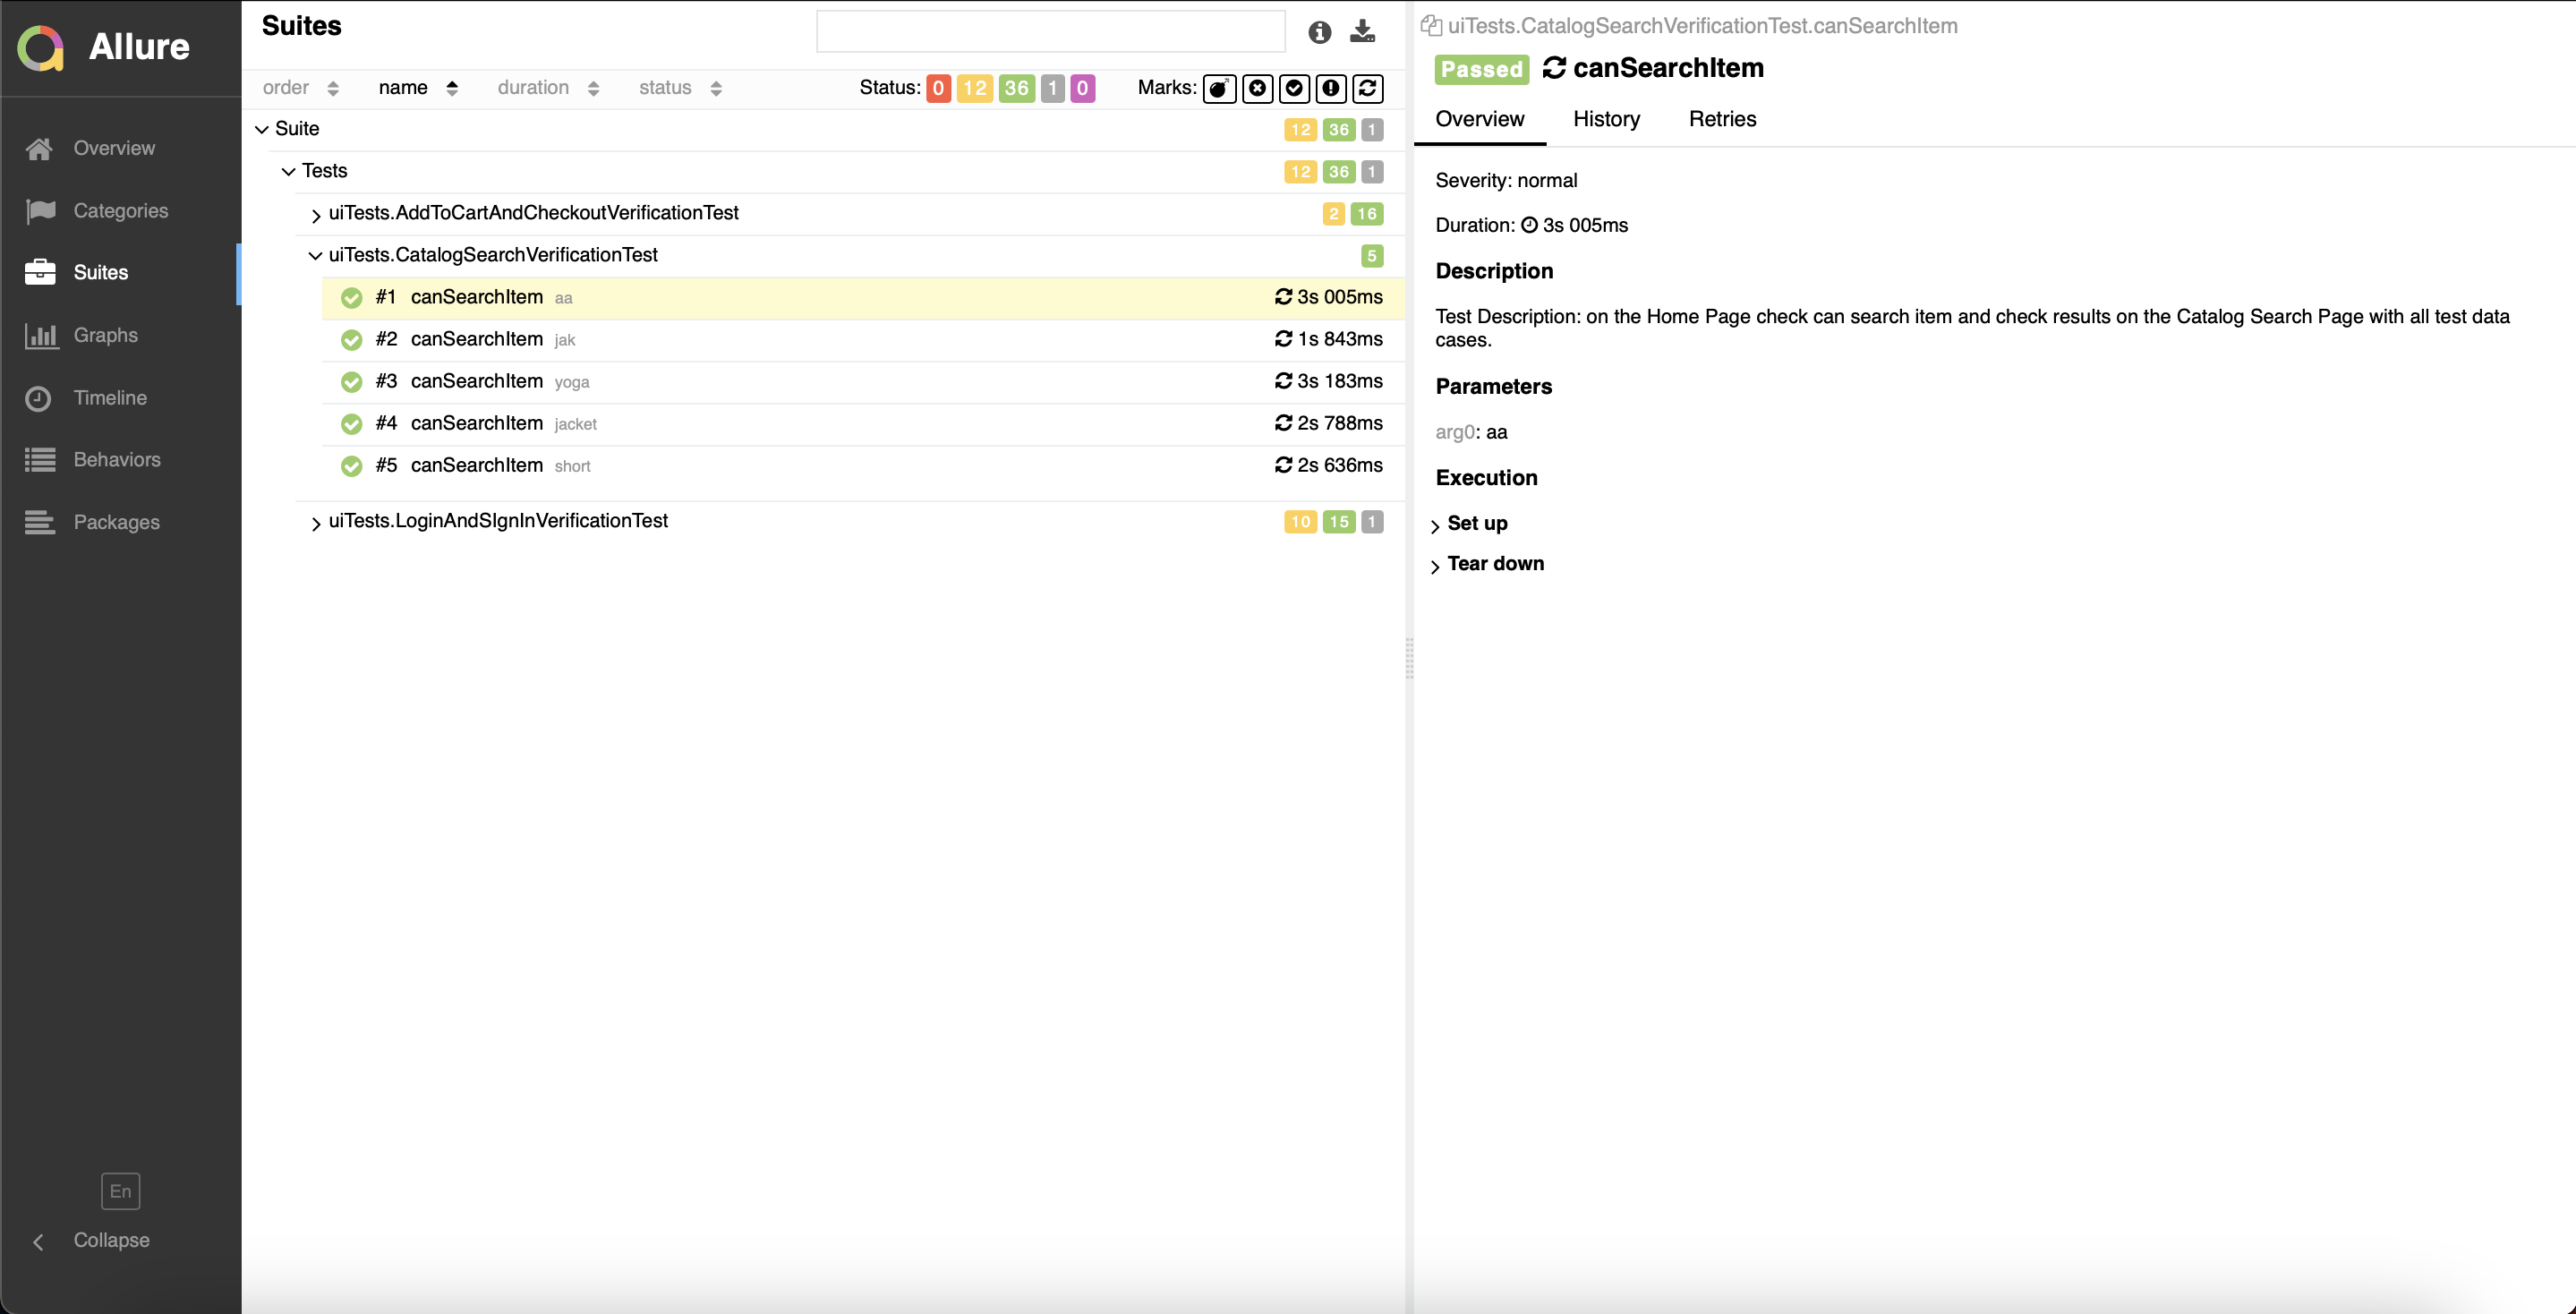 Allure
Overview
Categories
Suites
Graphs
Timeline
Behaviors
Packages
En
Collapse
Suites
order name duration status Status: 0 12 36 1 0 Marks:
Suite 12 36 1
Tests 12 36 1
uiTests.AddToCartAndCheckoutVerificationTest 2 16
uiTests.CatalogSearchVerificationTest 5
#1 canSearchItem aa 3s 005ms
#2 canSearchItem jak 1s 843ms
#3 canSearchItem yoga 3s 183ms
#4 canSearchItem jacket 2s 788ms
#5 canSearchItem short 2s 636ms
uiTests.LoginAndSIgnInVerificationTest 10 15 1
uiTests.CatalogSearchVerificationTest.canSearchItem
Passed canSearchItem
Overview History Retries
Severity: normal
Duration: 3s 005ms
Description
Test Description: on the Home Page check can search item and check results on the Catalog Search Page with all test data
cases.
Parameters
arg0: aa
Execution
Set up
Tear down